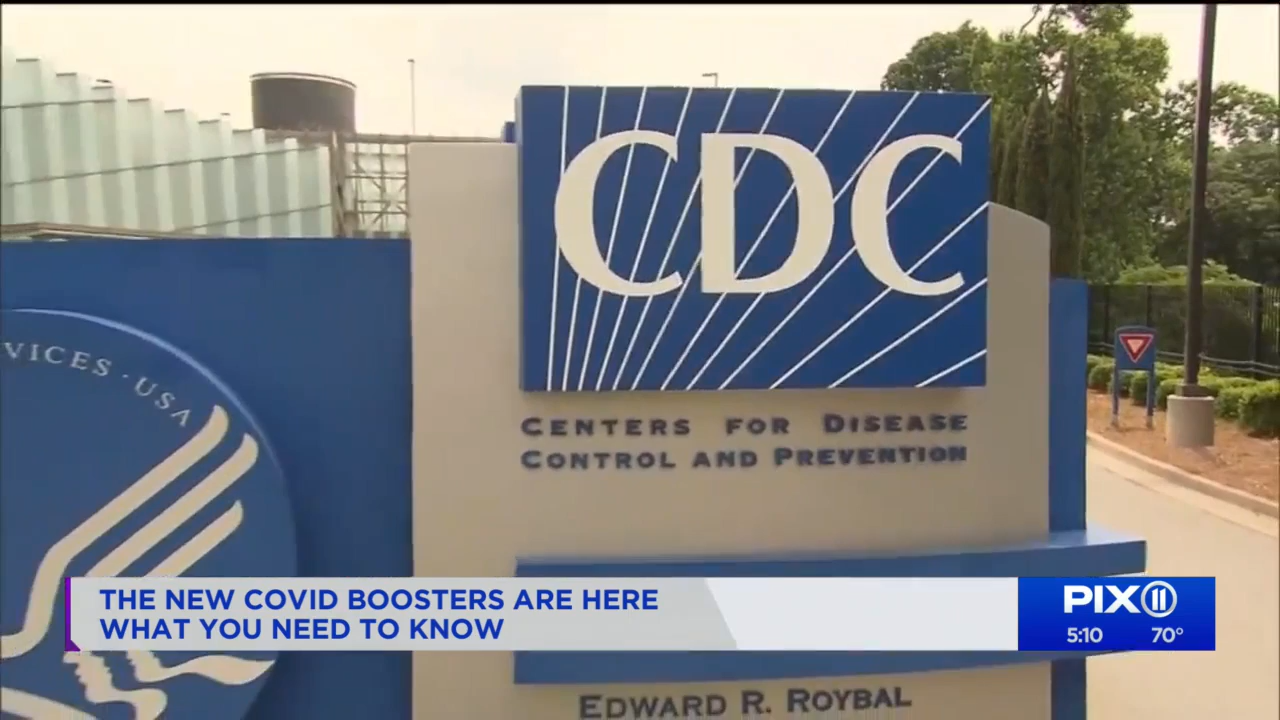 CDC
CENTERS FOR DISEASE
CONTROL AND PREVENTION
VICES · USA
THE NEW COVID BOOSTERS ARE HERE
WHAT YOU NEED TO KNOW
PIX11
5:10 70°
EDWARD R. ROYBAL